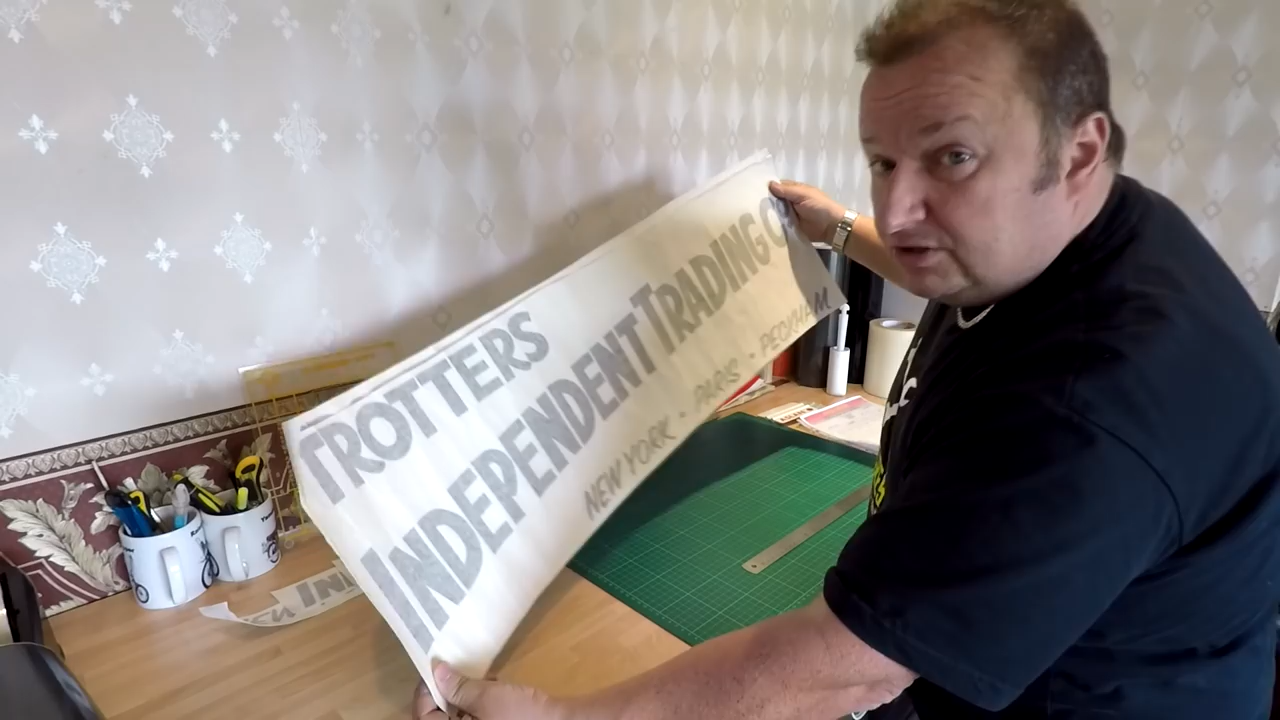 TROTTERS
INDEPENDENT TRADING CO
NEW YORK - PARIS - PECKHAM